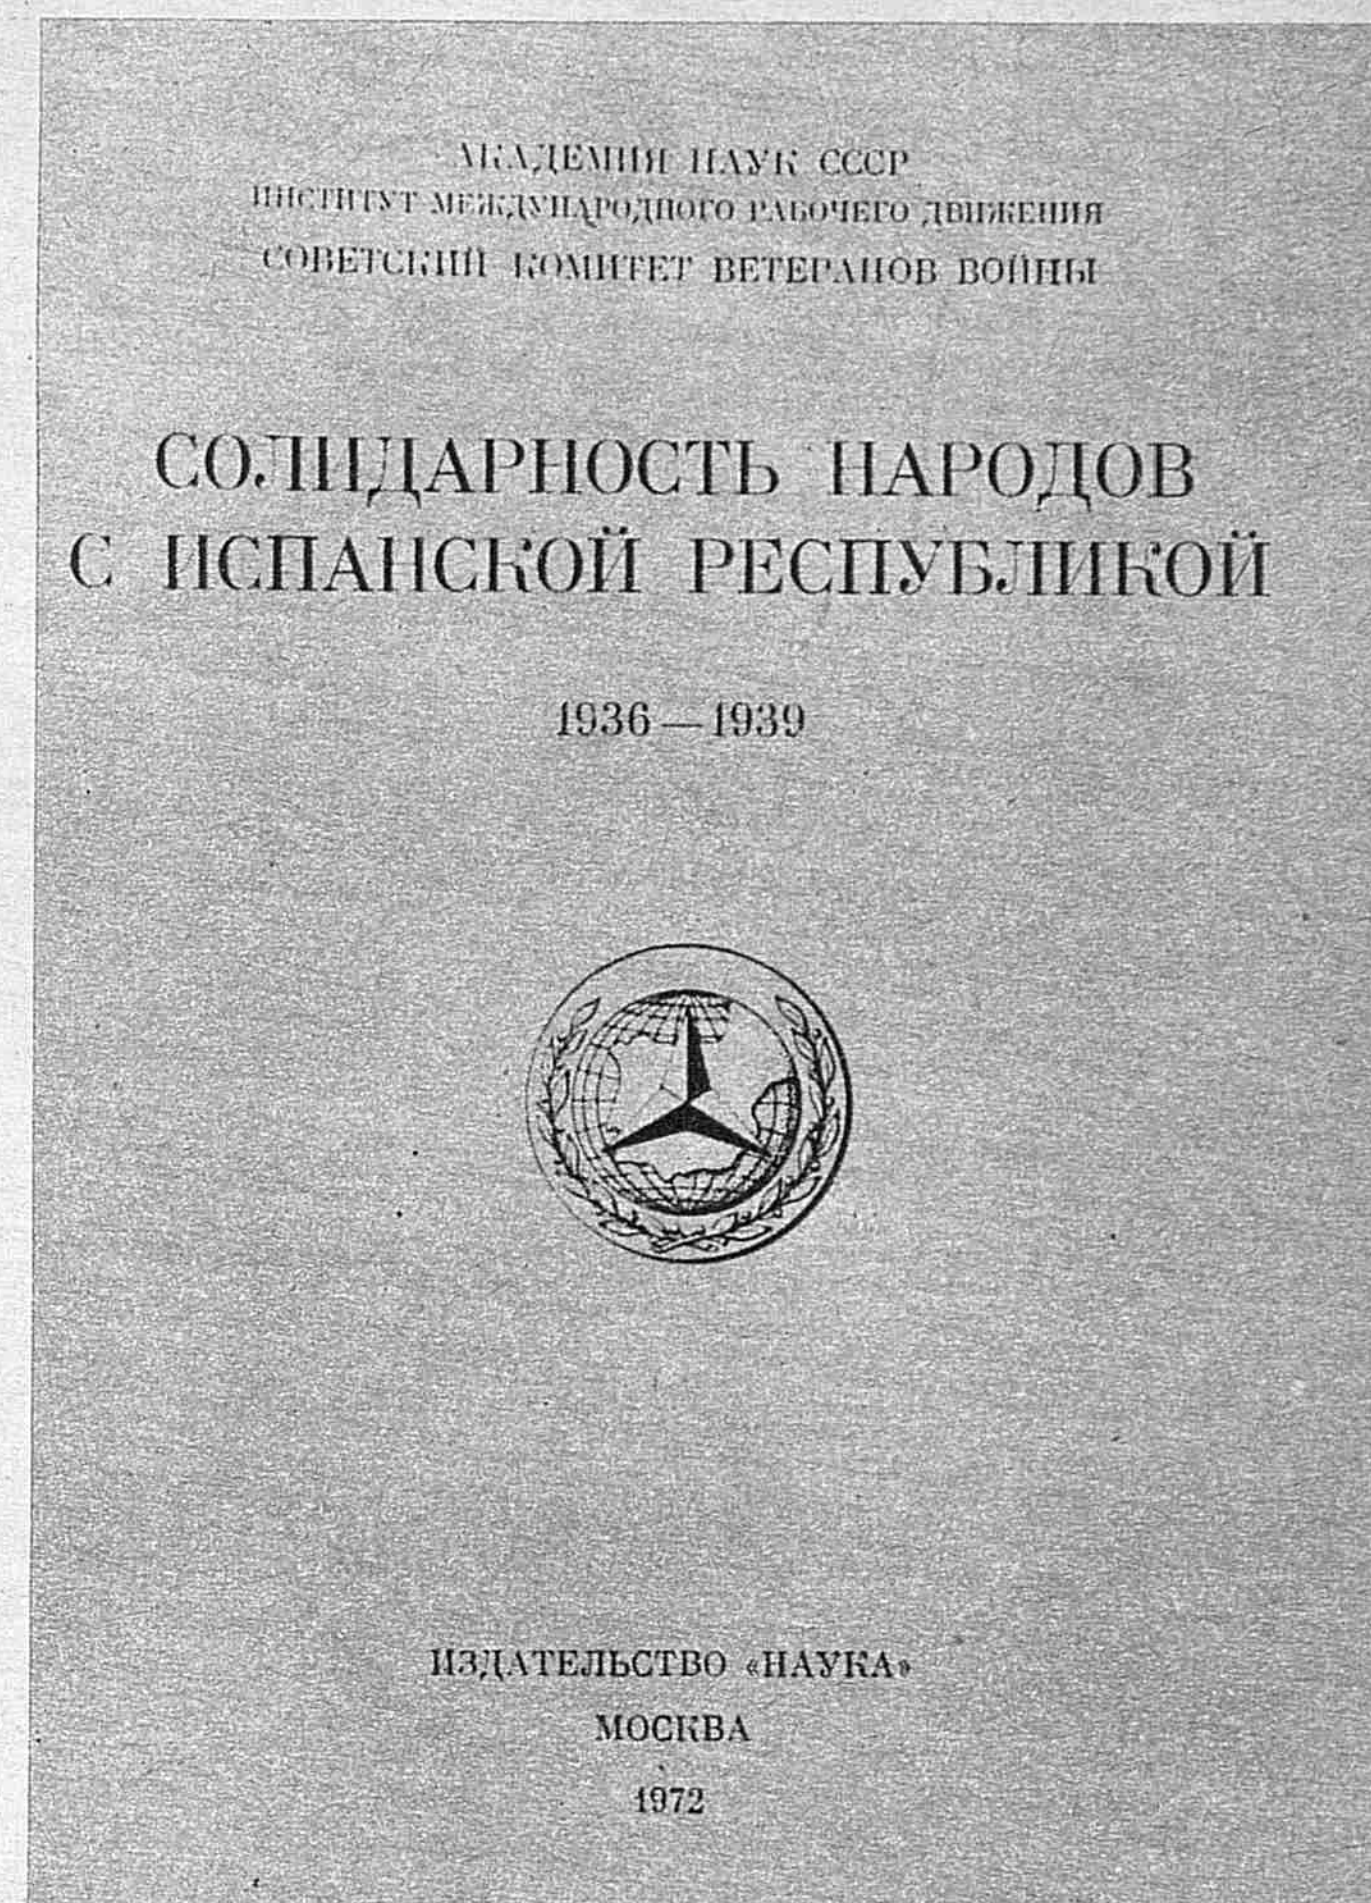 АКАДЕМИЯ НАУК СССР
ИНСТИТУТ МЕЖДУНАРОДНОГО РАБОЧЕГО ДВИЖЕНИЯ
СОВЕТСКИЙ КОМИТЕТ ВЕТЕРАНОВ ВОЙНЫ
СОЛИДАРНОСТЬ НАРОДОВ
С ИСПАНСКОЙ РЕСПУБЛИКОЙ
1936—1939
ИЗДАТЕЛЬСТВО «НАУКА»
МОСКВА
1972